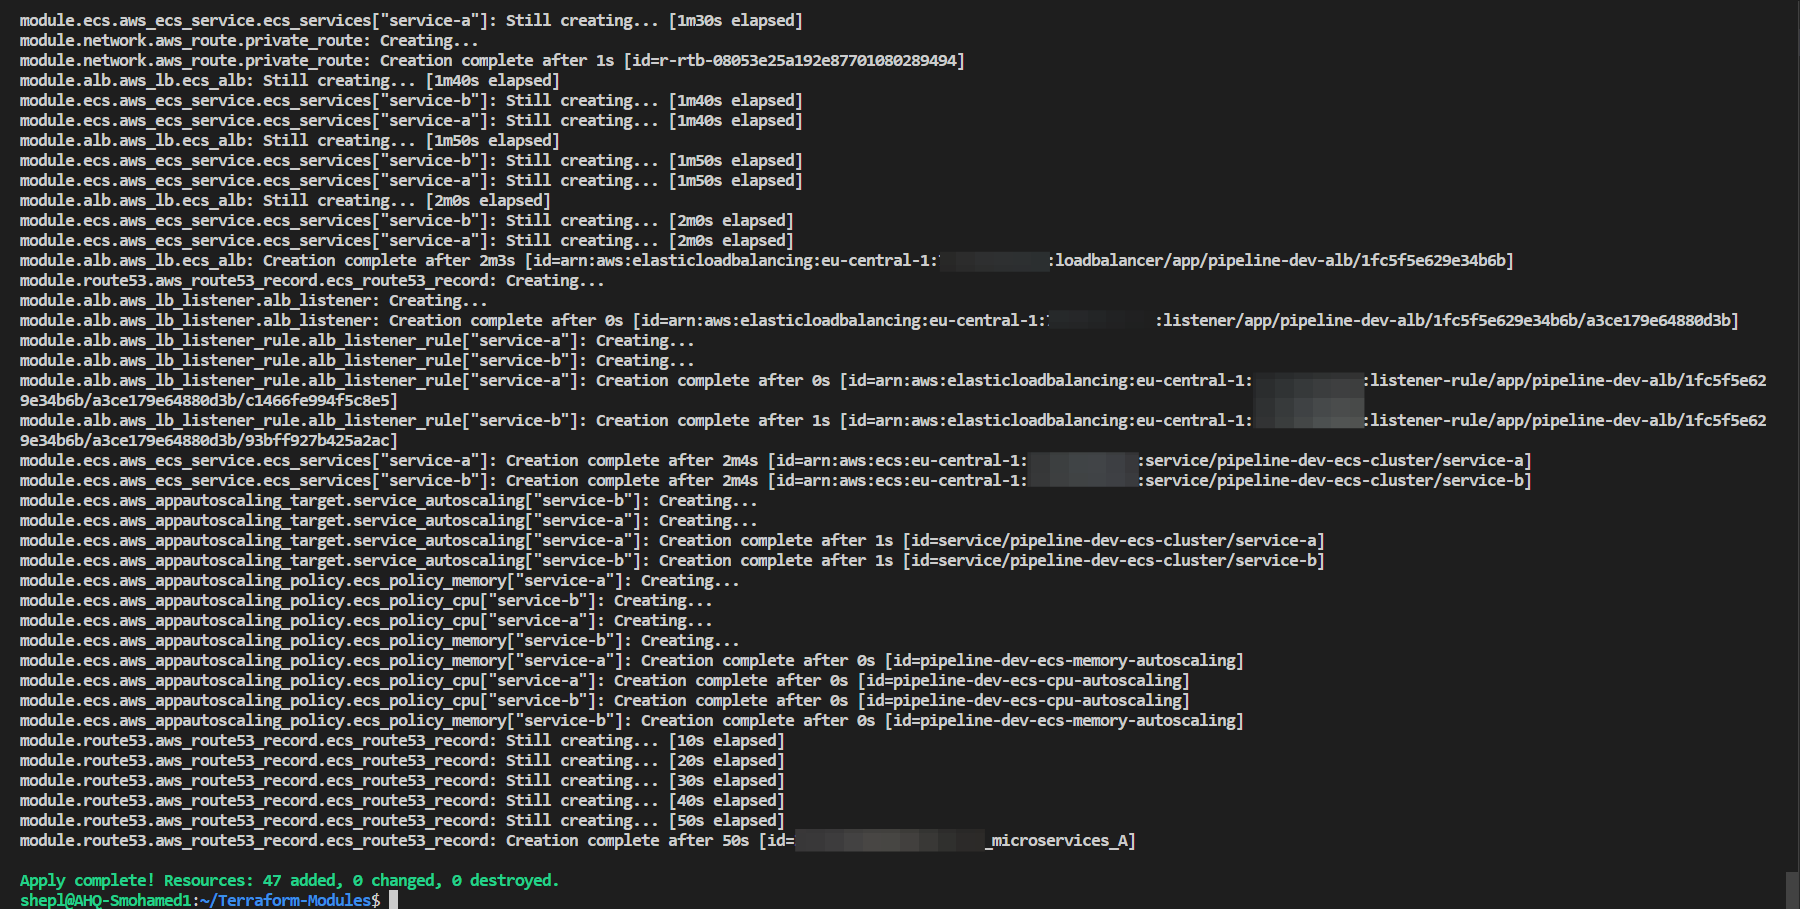 module.ecs.aws_ecs_service.ecs_services["service-a"]: Still creating... [1m30s elapsed]
module.network.aws_route.private_route: Creating...
module.network.aws_route.private_route: Creation complete after 1s [id=r-rtb-08053e25a192e87701080289494]
module.alb.aws_lb.ecs_alb: Still creating... [1m40s elapsed]
module.ecs.aws_ecs_service.ecs_services["service-b"]: Still creating... [1m40s elapsed]
module.ecs.aws_ecs_service.ecs_services["service-a"]: Still creating... [1m40s elapsed]
module.alb.aws_lb.ecs_alb: Still creating... [1m50s elapsed]
module.ecs.aws_ecs_service.ecs_services["service-b"]: Still creating... [1m50s elapsed]
module.ecs.aws_ecs_service.ecs_services["service-a"]: Still creating... [1m50s elapsed]
module.alb.aws_lb.ecs_alb: Still creating... [2m0s elapsed]
module.ecs.aws_ecs_service.ecs_services["service-b"]: Still creating... [2m0s elapsed]
module.ecs.aws_ecs_service.ecs_services["service-a"]: Still creating... [2m0s elapsed]
module.alb.aws_lb.ecs_alb: Creation complete after 2m3s [id=arn:aws:elasticloadbalancing:eu-central-1: :loadbalancer/app/pipeline-dev-alb/1fc5f5e629e34b6b]
module.route53.aws_route53_record.ecs_route53_record: Creating...
module.alb.aws_lb_listener.alb_listener: Creating...
module.alb.aws_lb_listener.alb_listener: Creation complete after 0s [id=arn:aws:elasticloadbalancing:eu-central-1: :listener/app/pipeline-dev-alb/1fc5f5e629e34b6b/a3ce179e64880d3b]
module.alb.aws_lb_listener_rule.alb_listener_rule["service-a"]: Creating...
module.alb.aws_lb_listener_rule.alb_listener_rule["service-b"]: Creating...
module.alb.aws_lb_listener_rule.alb_listener_rule["service-a"]: Creation complete after 0s [id=arn:aws:elasticloadbalancing:eu-central-1: :listener-rule/app/pipeline-dev-alb/1fc5f5e62
9e34b6b/a3ce179e64880d3b/c1466fe994f5c8e5]
module.alb.aws_lb_listener_rule.alb_listener_rule["service-b"]: Creation complete after 1s [id=arn:aws:elasticloadbalancing:eu-central-1: :listener-rule/app/pipeline-dev-alb/1fc5f5e62
9e34b6b/a3ce179e64880d3b/93bff927b425a2ac]
module.ecs.aws_ecs_service.ecs_services["service-a"]: Creation complete after 2m4s [id=arn:aws:ecs:eu-central-1: :service/pipeline-dev-ecs-cluster/service-a]
module.ecs.aws_ecs_service.ecs_services["service-b"]: Creation complete after 2m4s [id=arn:aws:ecs:eu-central-1: :service/pipeline-dev-ecs-cluster/service-b]
module.ecs.aws_appautoscaling_target.service_autoscaling["service-b"]: Creating...
module.ecs.aws_appautoscaling_target.service_autoscaling["service-a"]: Creating...
module.ecs.aws_appautoscaling_target.service_autoscaling["service-a"]: Creation complete after 1s [id=service/pipeline-dev-ecs-cluster/service-a]
module.ecs.aws_appautoscaling_target.service_autoscaling["service-b"]: Creation complete after 1s [id=service/pipeline-dev-ecs-cluster/service-b]
module.ecs.aws_appautoscaling_policy.ecs_policy_memory["service-a"]: Creating...
module.ecs.aws_appautoscaling_policy.ecs_policy_cpu["service-b"]: Creating...
module.ecs.aws_appautoscaling_policy.ecs_policy_cpu["service-a"]: Creating...
module.ecs.aws_appautoscaling_policy.ecs_policy_memory["service-b"]: Creating...
module.ecs.aws_appautoscaling_policy.ecs_policy_memory["service-a"]: Creation complete after 0s [id=pipeline-dev-ecs-memory-autoscaling]
module.ecs.aws_appautoscaling_policy.ecs_policy_cpu["service-a"]: Creation complete after 0s [id=pipeline-dev-ecs-cpu-autoscaling]
module.ecs.aws_appautoscaling_policy.ecs_policy_cpu["service-b"]: Creation complete after 0s [id=pipeline-dev-ecs-cpu-autoscaling]
module.ecs.aws_appautoscaling_policy.ecs_policy_memory["service-b"]: Creation complete after 0s [id=pipeline-dev-ecs-memory-autoscaling]
module.route53.aws_route53_record.ecs_route53_record: Still creating... [10s elapsed]
module.route53.aws_route53_record.ecs_route53_record: Still creating... [20s elapsed]
module.route53.aws_route53_record.ecs_route53_record: Still creating... [30s elapsed]
module.route53.aws_route53_record.ecs_route53_record: Still creating... [40s elapsed]
module.route53.aws_route53_record.ecs_route53_record: Still creating... [50s elapsed]
module.route53.aws_route53_record.ecs_route53_record: Creation complete after 50s [id= _microservices_A]
Apply complete! Resources: 47 added, 0 changed, 0 destroyed.
shepl@AHQ-Smohamed1:~/Terraform-Modules$